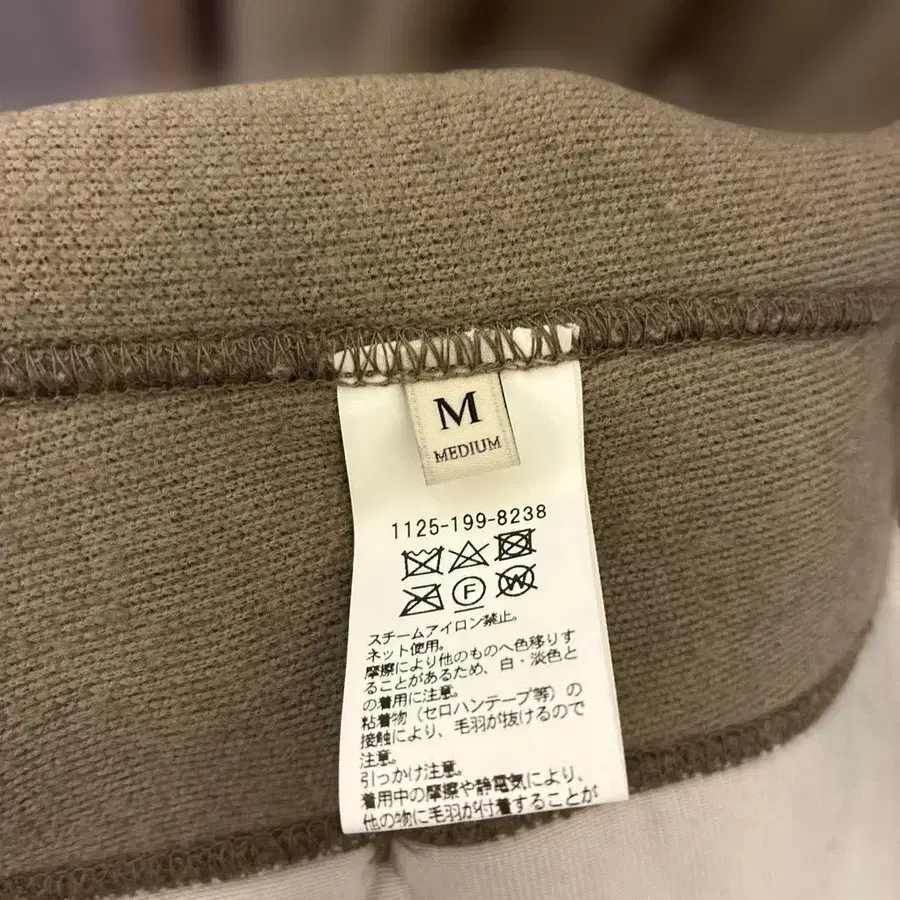 M
MEDIUM
1125-199-8238
F W
スチームアイロン禁止。
ネット使用。
摩擦により他のものへ色移りす
ることがあるため、白・淡色と
の着用に注意。
粘着物（セロハンテープ等）の
接触により、毛羽が抜けるので
注意。
引っかけ注意。
着用中の摩擦や静電気により、
他の物に毛羽が付着することが